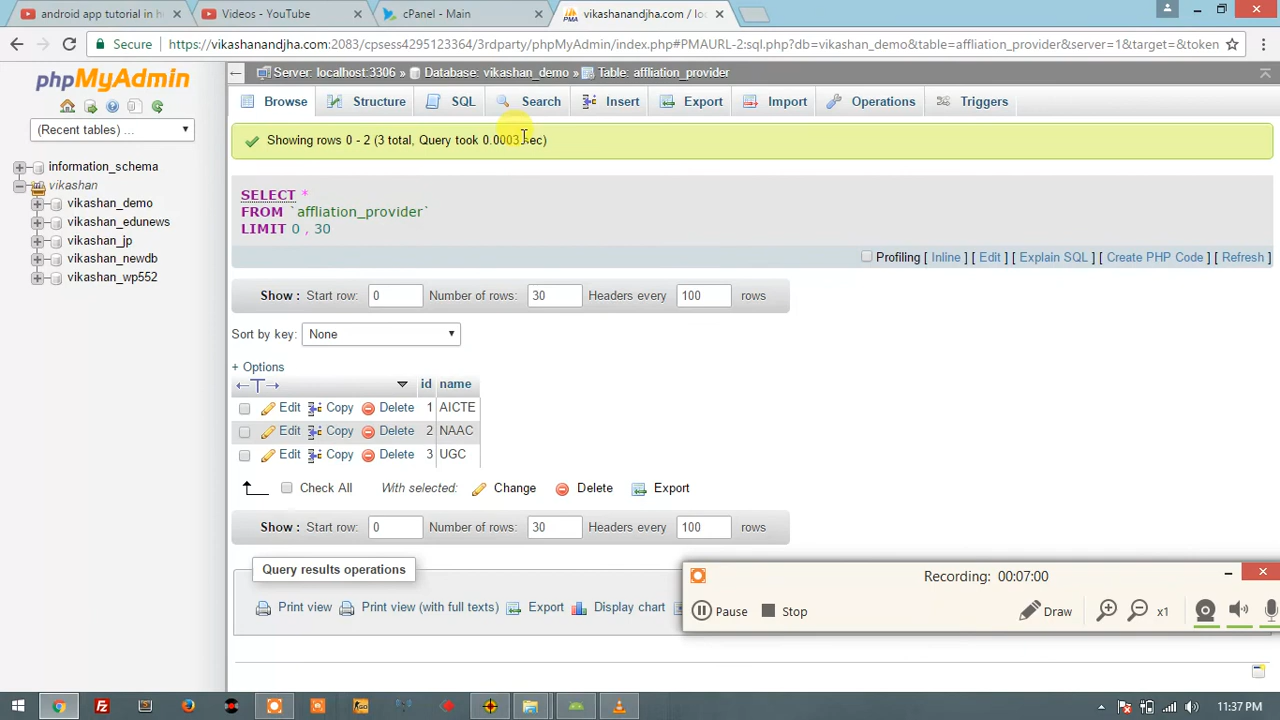 android app tutorial in h
Videos - YouTube
cPanel - Main
vikashanandjha.com / loc
Secure
https://vikashanandjha.com:2083/cpsess4295123364/3rdparty/phpMyAdmin/index.php#PMAURL-2:sql.php?db=vikashan_demo&table=affliation_provider&server=1&target=&token
phpMyAdmin
(Recent tables) ...
information_schema
vikashan
vikashan_demo
vikashan_edunews
vikashan_jp
vikashan_newdb
vikashan_wp552
Server: localhost:3306 » Database: vikashan_demo » Table: affliation_provider
Browse Structure SQL Search Insert Export Import Operations Triggers
Showing rows 0 - 2 (3 total, Query took 0.0003 sec)
SELECT *
FROM `affliation_provider`
LIMIT 0 , 30
Profiling [ Inline ] [ Edit ] [ Explain SQL ] [ Create PHP Code ] [ Refresh ]
Show : Start row: 0 Number of rows: 30 Headers every 100 rows
Sort by key: None
+ Options
←T→ id name
Edit Copy Delete 1 AICTE
Edit Copy Delete 2 NAAC
Edit Copy Delete 3 UGC
Check All With selected: Change Delete Export
Show : Start row: 0 Number of rows: 30 Headers every 100 rows
Query results operations
Print view Print view (with full texts) Export Display chart
Recording: 00:07:00
Pause Stop Draw x1
11:37 PM